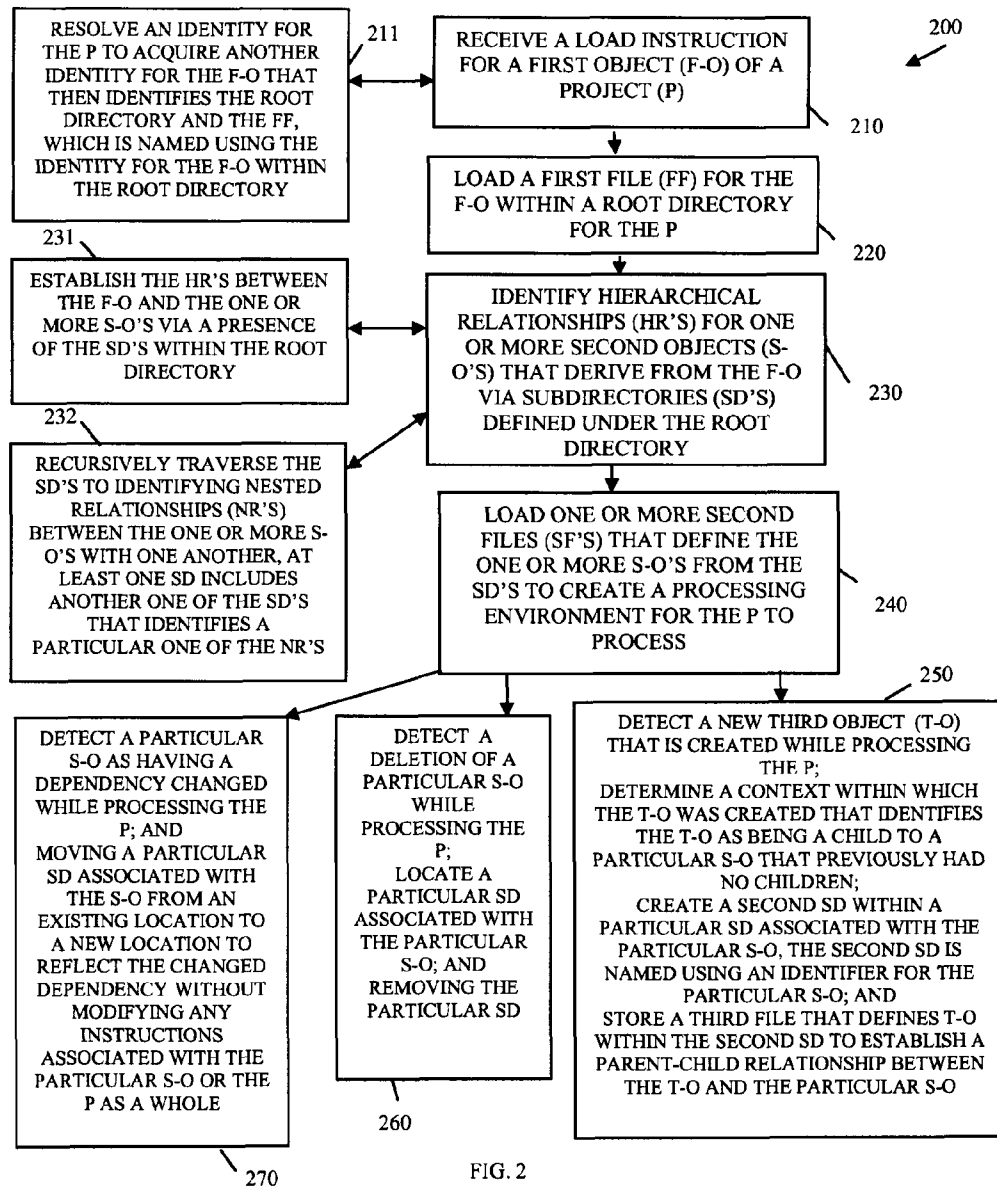 200
211
RESOLVE AN IDENTITY FOR
THE P TO ACQUIRE ANOTHER
IDENTITY FOR THE F-O THAT
THEN IDENTIFIES THE ROOT
DIRECTORY AND THE FF,
WHICH IS NAMED USING THE
IDENTITY FOR THE F-O WITHIN
THE ROOT DIRECTORY
RECEIVE A LOAD INSTRUCTION
FOR A FIRST OBJECT (F-O) OF A
PROJECT (P)
210
LOAD A FIRST FILE (FF) FOR THE
F-O WITHIN A ROOT DIRECTORY
FOR THE P
220
231
ESTABLISH THE HR'S BETWEEN
THE F-O AND THE ONE OR
MORE S-O'S VIA A PRESENCE
OF THE SD'S WITHIN THE ROOT
DIRECTORY
IDENTIFY HIERARCHICAL
RELATIONSHIPS (HR'S) FOR ONE
OR MORE SECOND OBJECTS (S-
O'S) THAT DERIVE FROM THE F-O
VIA SUBDIRECTORIES (SD'S)
DEFINED UNDER THE ROOT
DIRECTORY
230
232
RECURSIVELY TRAVERSE THE
SD'S TO IDENTIFYING NESTED
RELATIONSHIPS (NR'S)
BETWEEN THE ONE OR MORE S-
O'S WITH ONE ANOTHER, AT
LEAST ONE SD INCLUDES
ANOTHER ONE OF THE SD'S
THAT IDENTIFIES A
PARTICULAR ONE OF THE NR'S
LOAD ONE OR MORE SECOND
FILES (SF'S) THAT DEFINE THE
ONE OR MORE S-O'S FROM THE
SD'S TO CREATE A PROCESSING
ENVIRONMENT FOR THE P TO
PROCESS
240
DETECT A PARTICULAR
S-O AS HAVING A
DEPENDENCY CHANGED
WHILE PROCESSING THE
P; AND
MOVING A PARTICULAR
SD ASSOCIATED WITH
THE S-O FROM AN
EXISTING LOCATION TO
A NEW LOCATION TO
REFLECT THE CHANGED
DEPENDENCY WITHOUT
MODIFYING ANY
INSTRUCTIONS
ASSOCIATED WITH THE
PARTICULAR S-O OR THE
P AS A WHOLE
270
DETECT A
DELETION OF A
PARTICULAR S-O
WHILE
PROCESSING THE
P;
LOCATE A
PARTICULAR SD
ASSOCIATED WITH
THE PARTICULAR
S-O; AND
REMOVING THE
PARTICULAR SD
260
250
DETECT A NEW THIRD OBJECT (T-O)
THAT IS CREATED WHILE PROCESSING
THE P;
DETERMINE A CONTEXT WITHIN WHICH
THE T-O WAS CREATED THAT IDENTIFIES
THE T-O AS BEING A CHILD TO A
PARTICULAR S-O THAT PREVIOUSLY HAD
NO CHILDREN;
CREATE A SECOND SD WITHIN A
PARTICULAR SD ASSOCIATED WITH THE
PARTICULAR S-O, THE SECOND SD IS
NAMED USING AN IDENTIFIER FOR THE
PARTICULAR S-O; AND
STORE A THIRD FILE THAT DEFINES T-O
WITHIN THE SECOND SD TO ESTABLISH A
PARENT-CHILD RELATIONSHIP BETWEEN
THE T-O AND THE PARTICULAR S-O
FIG. 2